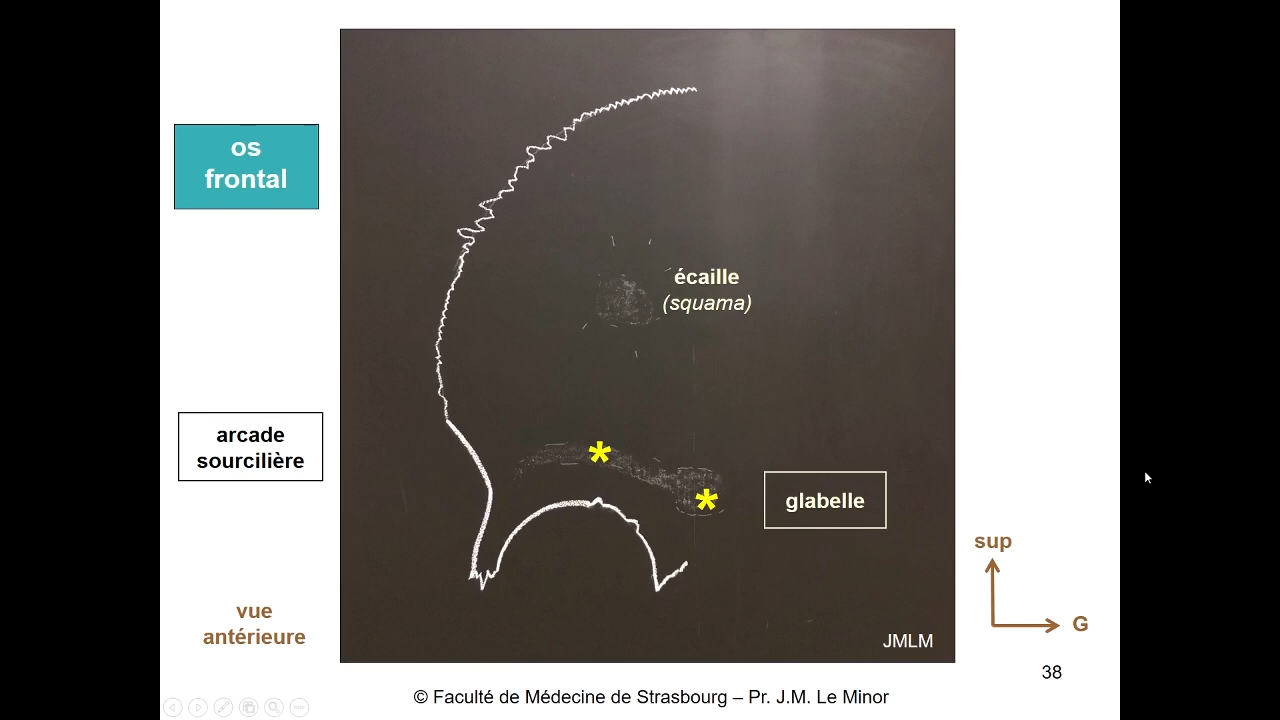 os
frontal
écaille
(squama)
arcade
sourcilière
*
*
glabelle
sup
G
vue
antérieure
JMLM
38
© Faculté de Médecine de Strasbourg – Pr. J.M. Le Minor